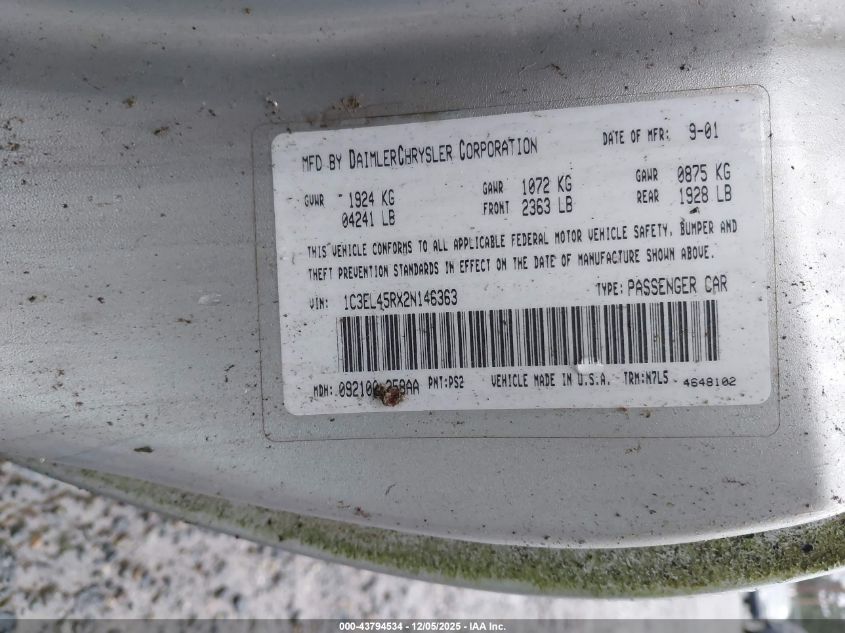 MFD BY DAIMLERCHRYSLER CORPORATION DATE OF MFR: 9-01
GVWR 1924 KG GAWR 1072 KG GAWR 0875 KG
04241 LB FRONT 2363 LB REAR 1928 LB
THIS VEHICLE CONFORMS TO ALL APPLICABLE FEDERAL MOTOR VEHICLE SAFETY, BUMPER AND
THEFT PREVENTION STANDARDS IN EFFECT ON THE DATE OF MANUFACTURE SHOWN ABOVE.
VIN: 1C3EL45RX2N146363 TYPE: PASSENGER CAR
MDH: PNT:PS2 VEHICLE MADE IN U.S.A. TRM:N7L5 4648102
000-43794534 - 12/05/2025 - IAA Inc.